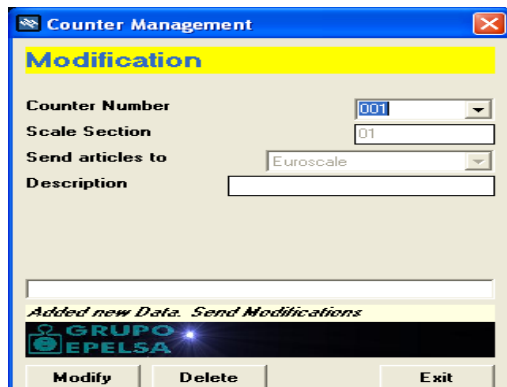 Counter Management
Modification
Counter Number 001
Scale Section 01
Send articles to Euroscale
Description
Added new Data. Send Modifications
GRUPO
EPELSA
Modify Delete Exit